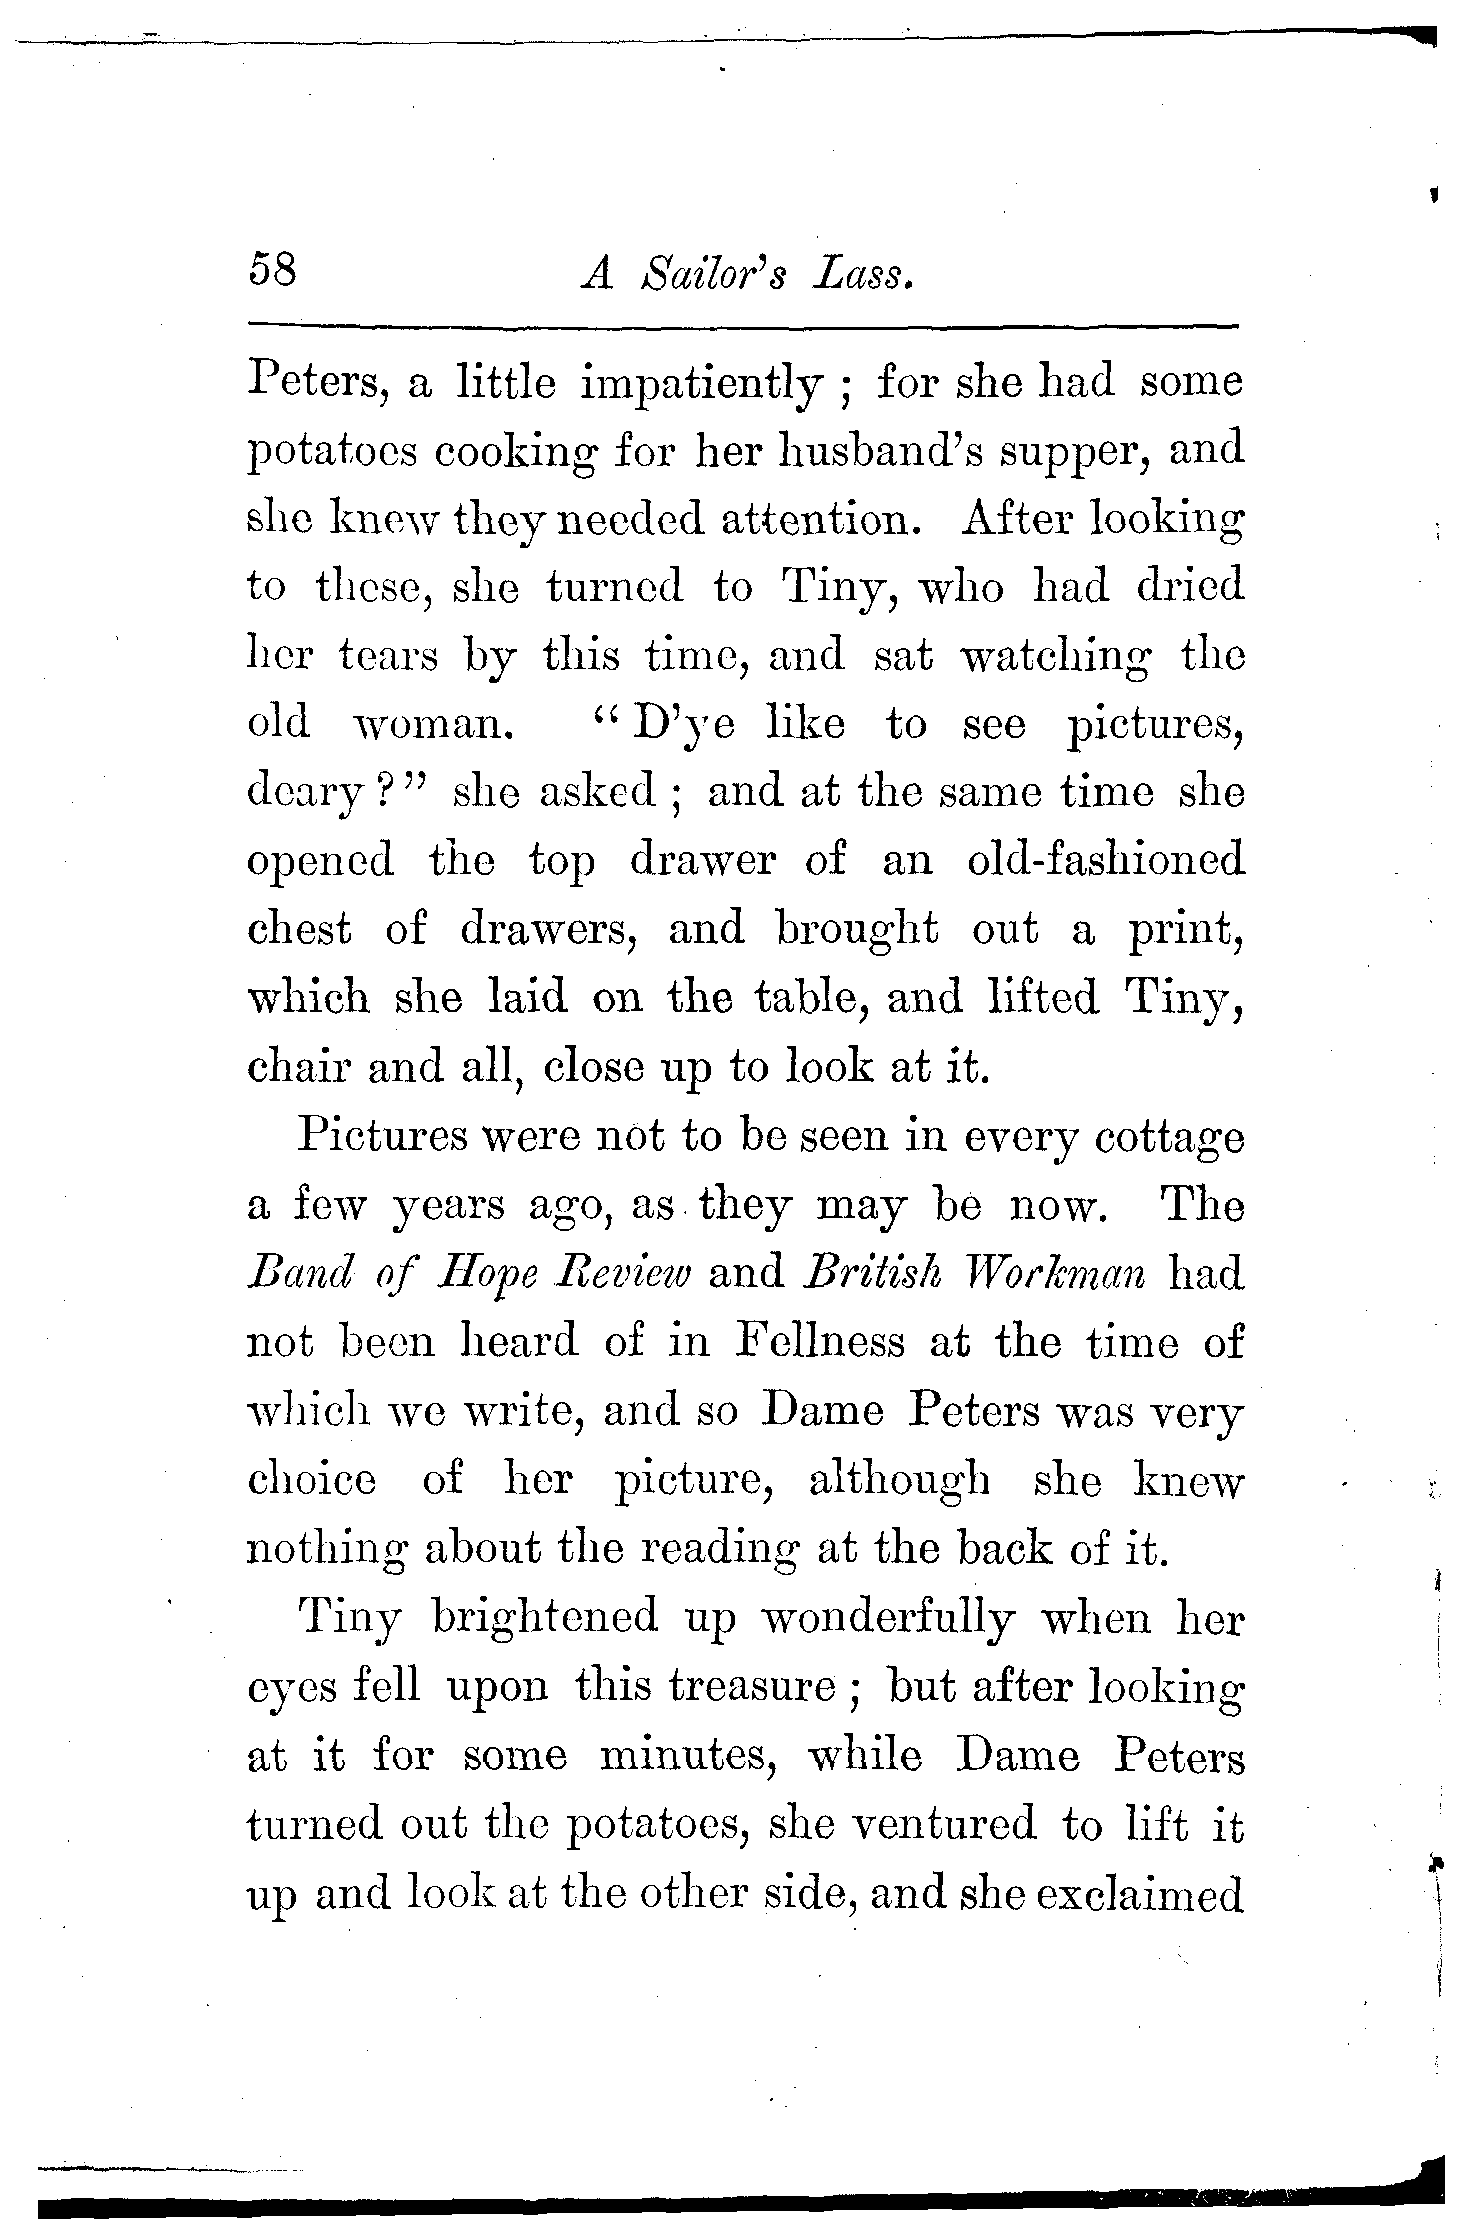 58 A Sailor's Lass.
Peters, a little impatiently ; for she had some
potatoes cooking for her husband's supper, and
she knew they needed attention. After looking
to these, she turned to Tiny, who had dried
her tears by this time, and sat watching the
old woman. “ D'ye like to see pictures,
deary ? ” she asked ; and at the same time she
opened the top drawer of an old-fashioned
chest of drawers, and brought out a print,
which she laid on the table, and lifted Tiny,
chair and all, close up to look at it.
Pictures were not to be seen in every cottage
a few years ago, as they may be now. The
Band of Hope Review and British Workman had
not been heard of in Fellness at the time of
which we write, and so Dame Peters was very
choice of her picture, although she knew
nothing about the reading at the back of it.
Tiny brightened up wonderfully when her
eyes fell upon this treasure ; but after looking
at it for some minutes, while Dame Peters
turned out the potatoes, she ventured to lift it
up and look at the other side, and she exclaimed